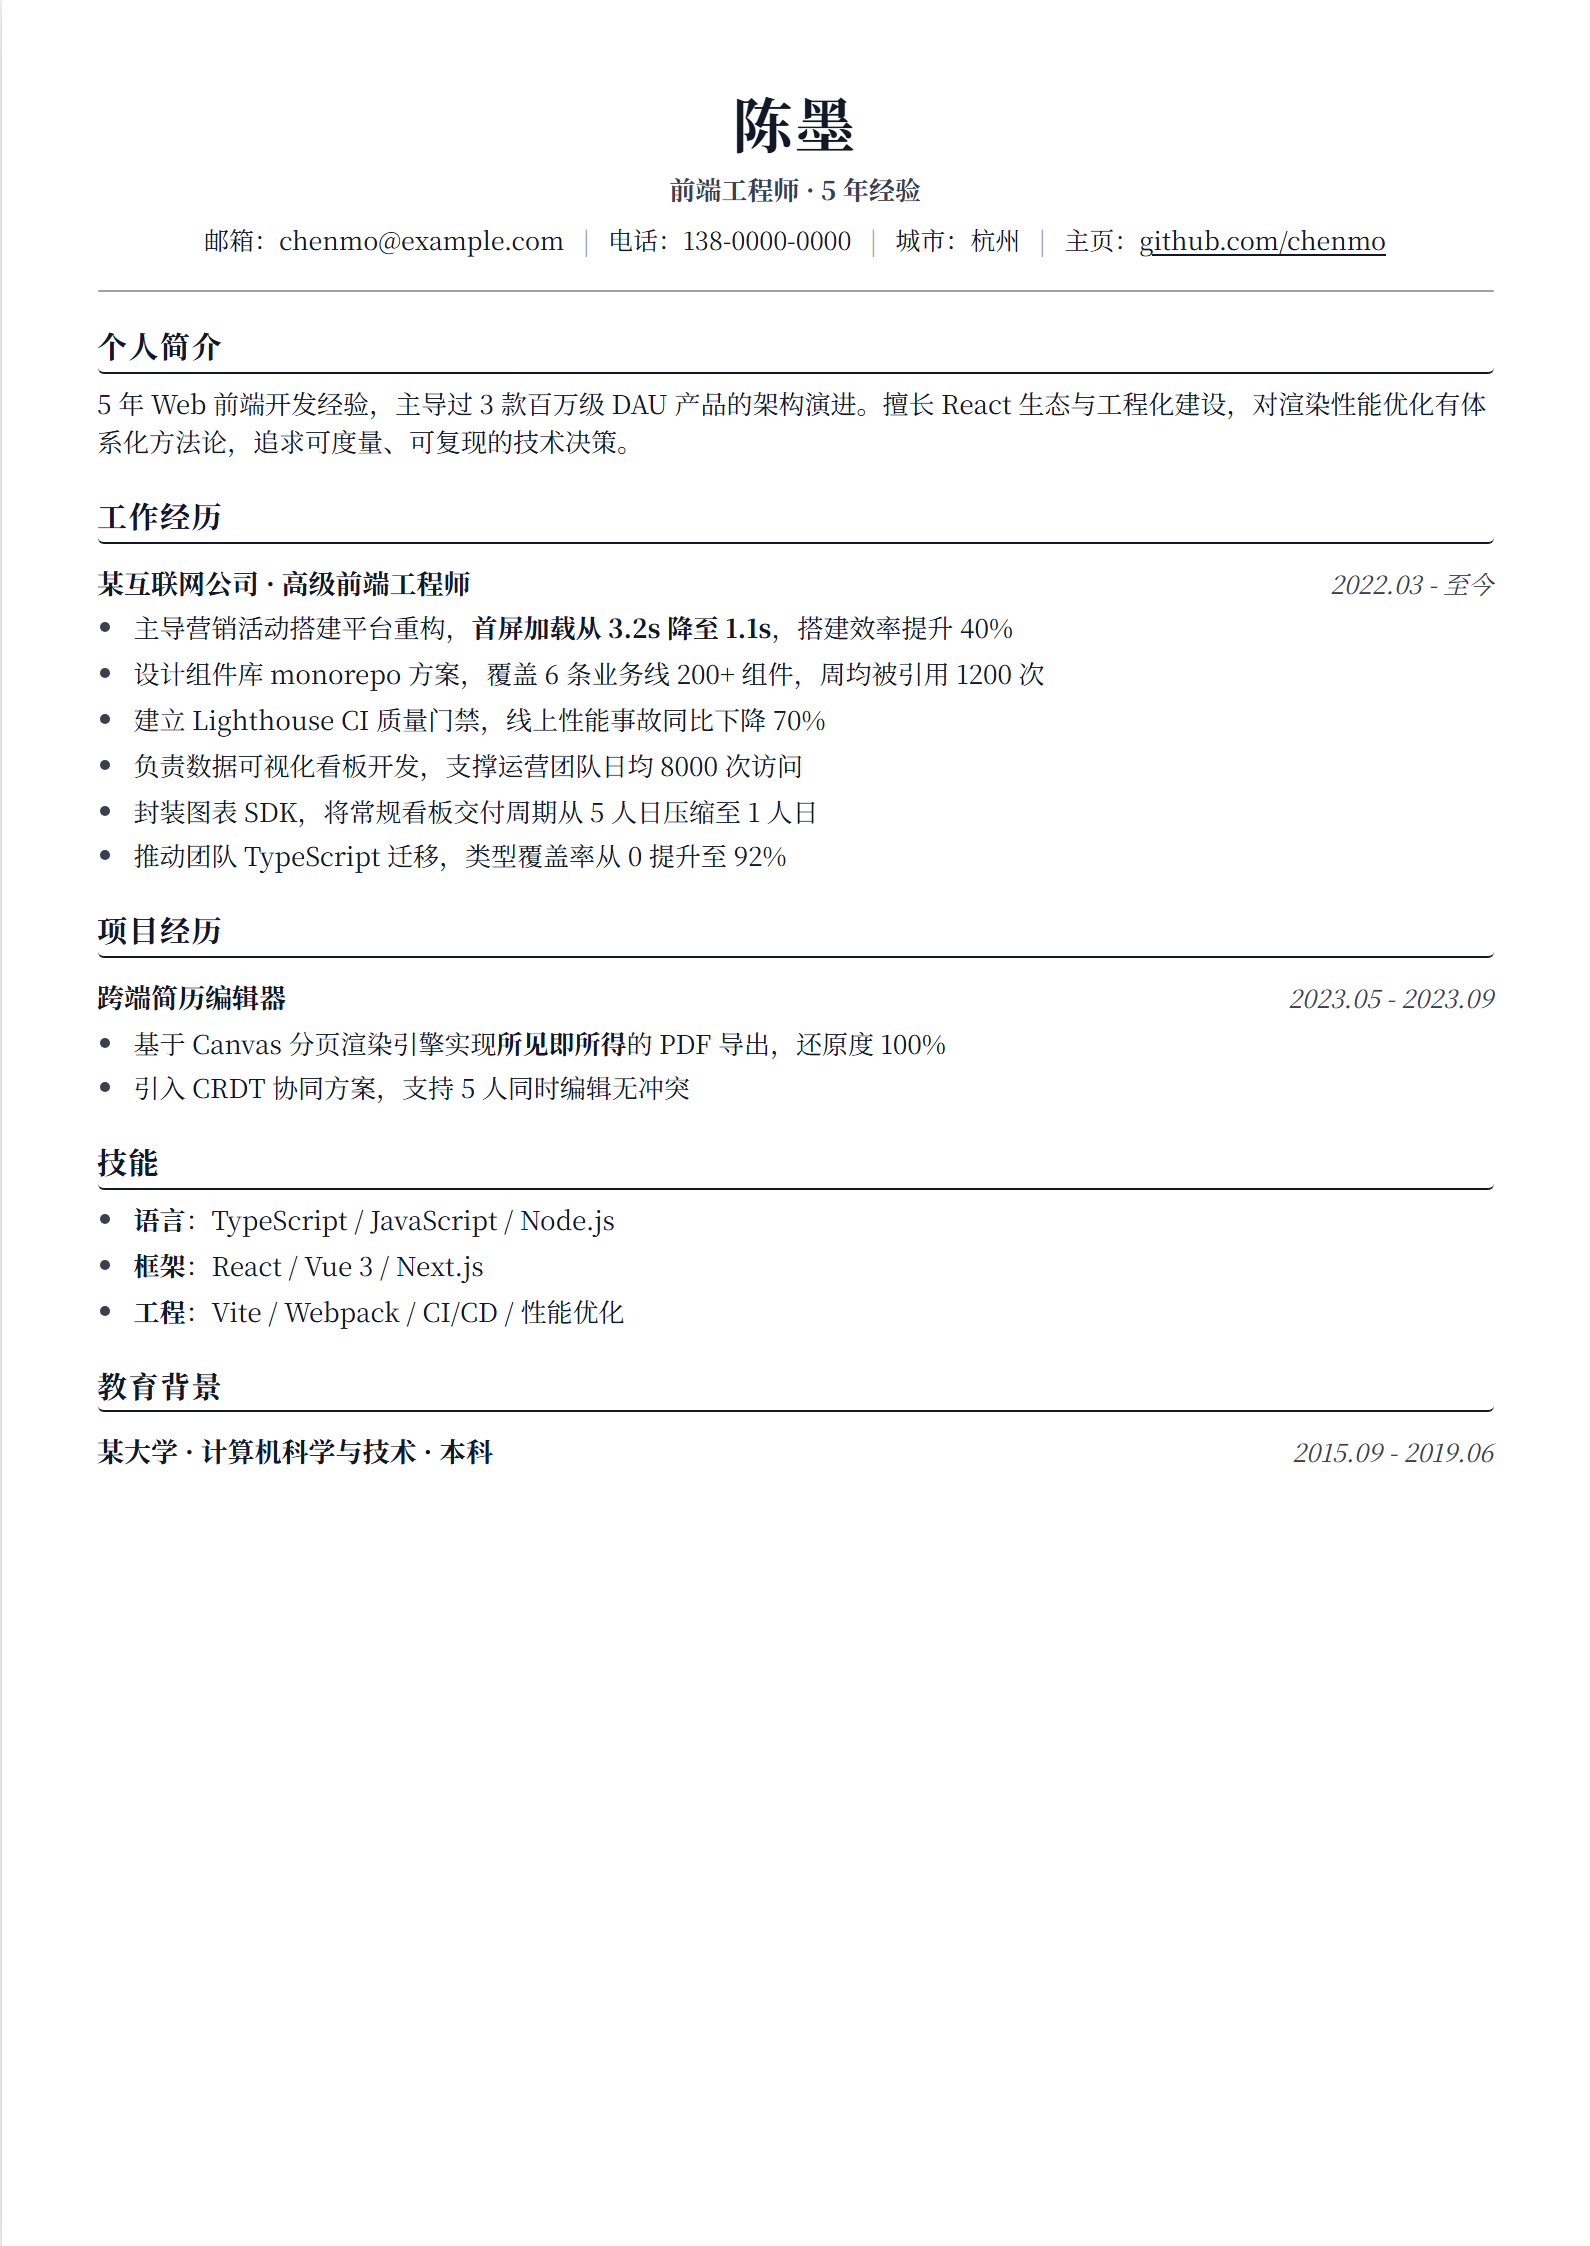 陈墨
前端工程师 · 5 年经验
邮箱：chenmo@example.com | 电话：138-0000-0000 | 城市：杭州 | 主页：github.com/chenmo
个人简介
5 年 Web 前端开发经验，主导过 3 款百万级 DAU 产品的架构演进。擅长 React 生态与工程化建设，对渲染性能优化有体
系化方法论，追求可度量、可复现的技术决策。
工作经历
某互联网公司 · 高级前端工程师 2022.03 - 至今
• 主导营销活动搭建平台重构，首屏加载从 3.2s 降至 1.1s，搭建效率提升 40%
• 设计组件库 monorepo 方案，覆盖 6 条业务线 200+ 组件，周均被引用 1200 次
• 建立 Lighthouse CI 质量门禁，线上性能事故同比下降 70%
• 负责数据可视化看板开发，支撑运营团队日均 8000 次访问
• 封装图表 SDK，将常规看板交付周期从 5 人日压缩至 1 人日
• 推动团队 TypeScript 迁移，类型覆盖率从 0 提升至 92%
项目经历
跨端简历编辑器 2023.05 - 2023.09
• 基于 Canvas 分页渲染引擎实现所见即所得的 PDF 导出，还原度 100%
• 引入 CRDT 协同方案，支持 5 人同时编辑无冲突
技能
• 语言：TypeScript / JavaScript / Node.js
• 框架：React / Vue 3 / Next.js
• 工程：Vite / Webpack / CI/CD / 性能优化
教育背景
某大学 · 计算机科学与技术 · 本科 2015.09 - 2019.06